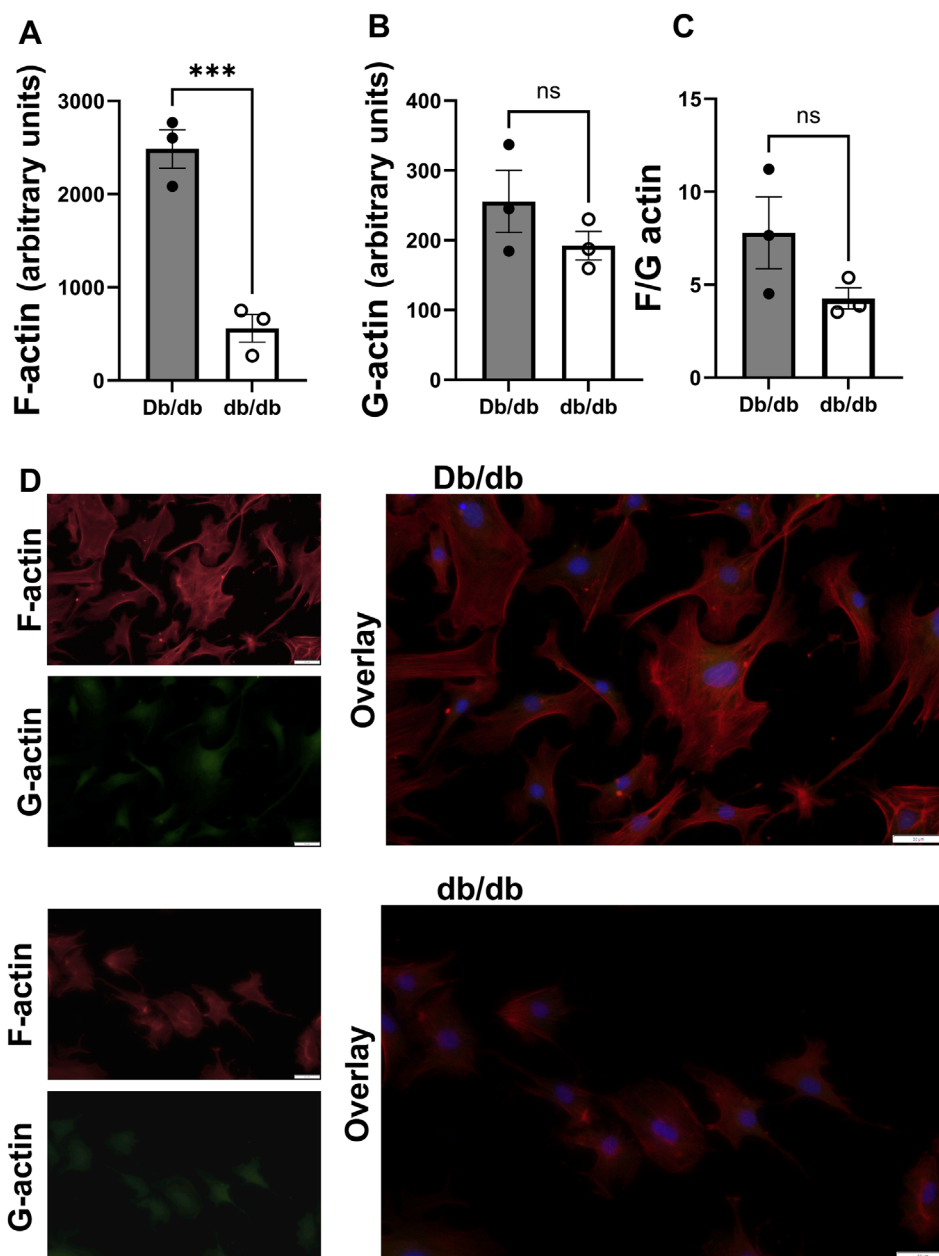 A
F-actin (arbitrary units)
***
3000
2000
1000
0
Db/db
db/db
B
G-actin (arbitrary units)
ns
400
300
200
100
0
Db/db
db/db
C
F/G actin
ns
15
10
5
0
Db/db
db/db
D
F-actin
G-actin
Db/db
Overlay
F-actin
G-actin
db/db
Overlay